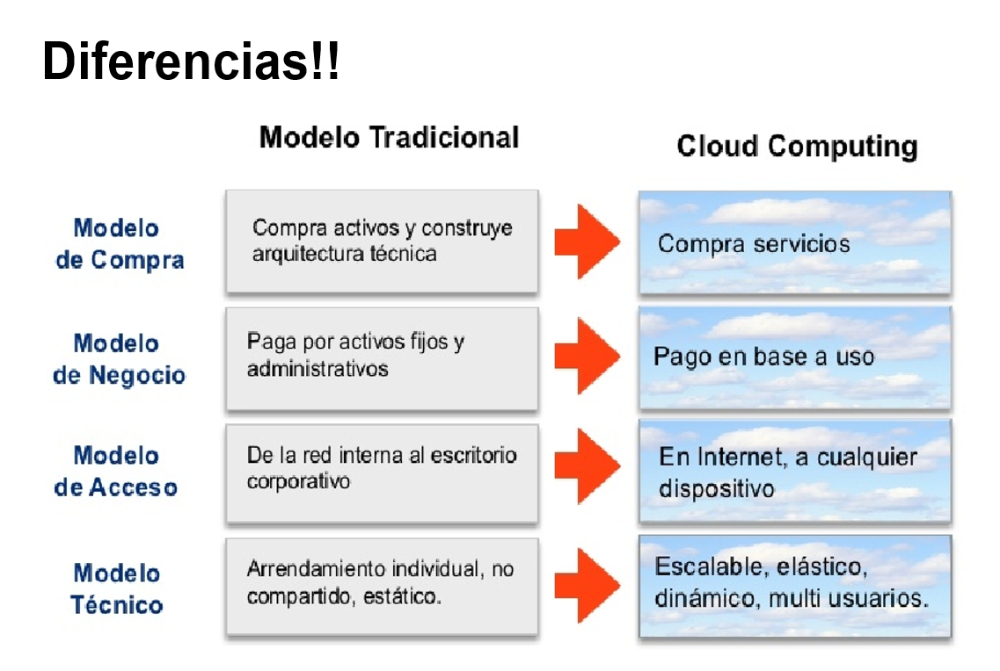 Diferencias!!
Modelo Tradicional
Cloud Computing
Modelo
de Compra
Compra activos y construye
arquitectura técnica
Compra servicios
Modelo
de Negocio
Paga por activos fijos y
administrativos
Pago en base a uso
Modelo
de Acceso
De la red interna al escritorio
corporativo
En Internet, a cualquier
dispositivo
Modelo
Técnico
Arrendamiento individual, no
compartido, estático.
Escalable, elástico,
dinámico, multi usuarios.